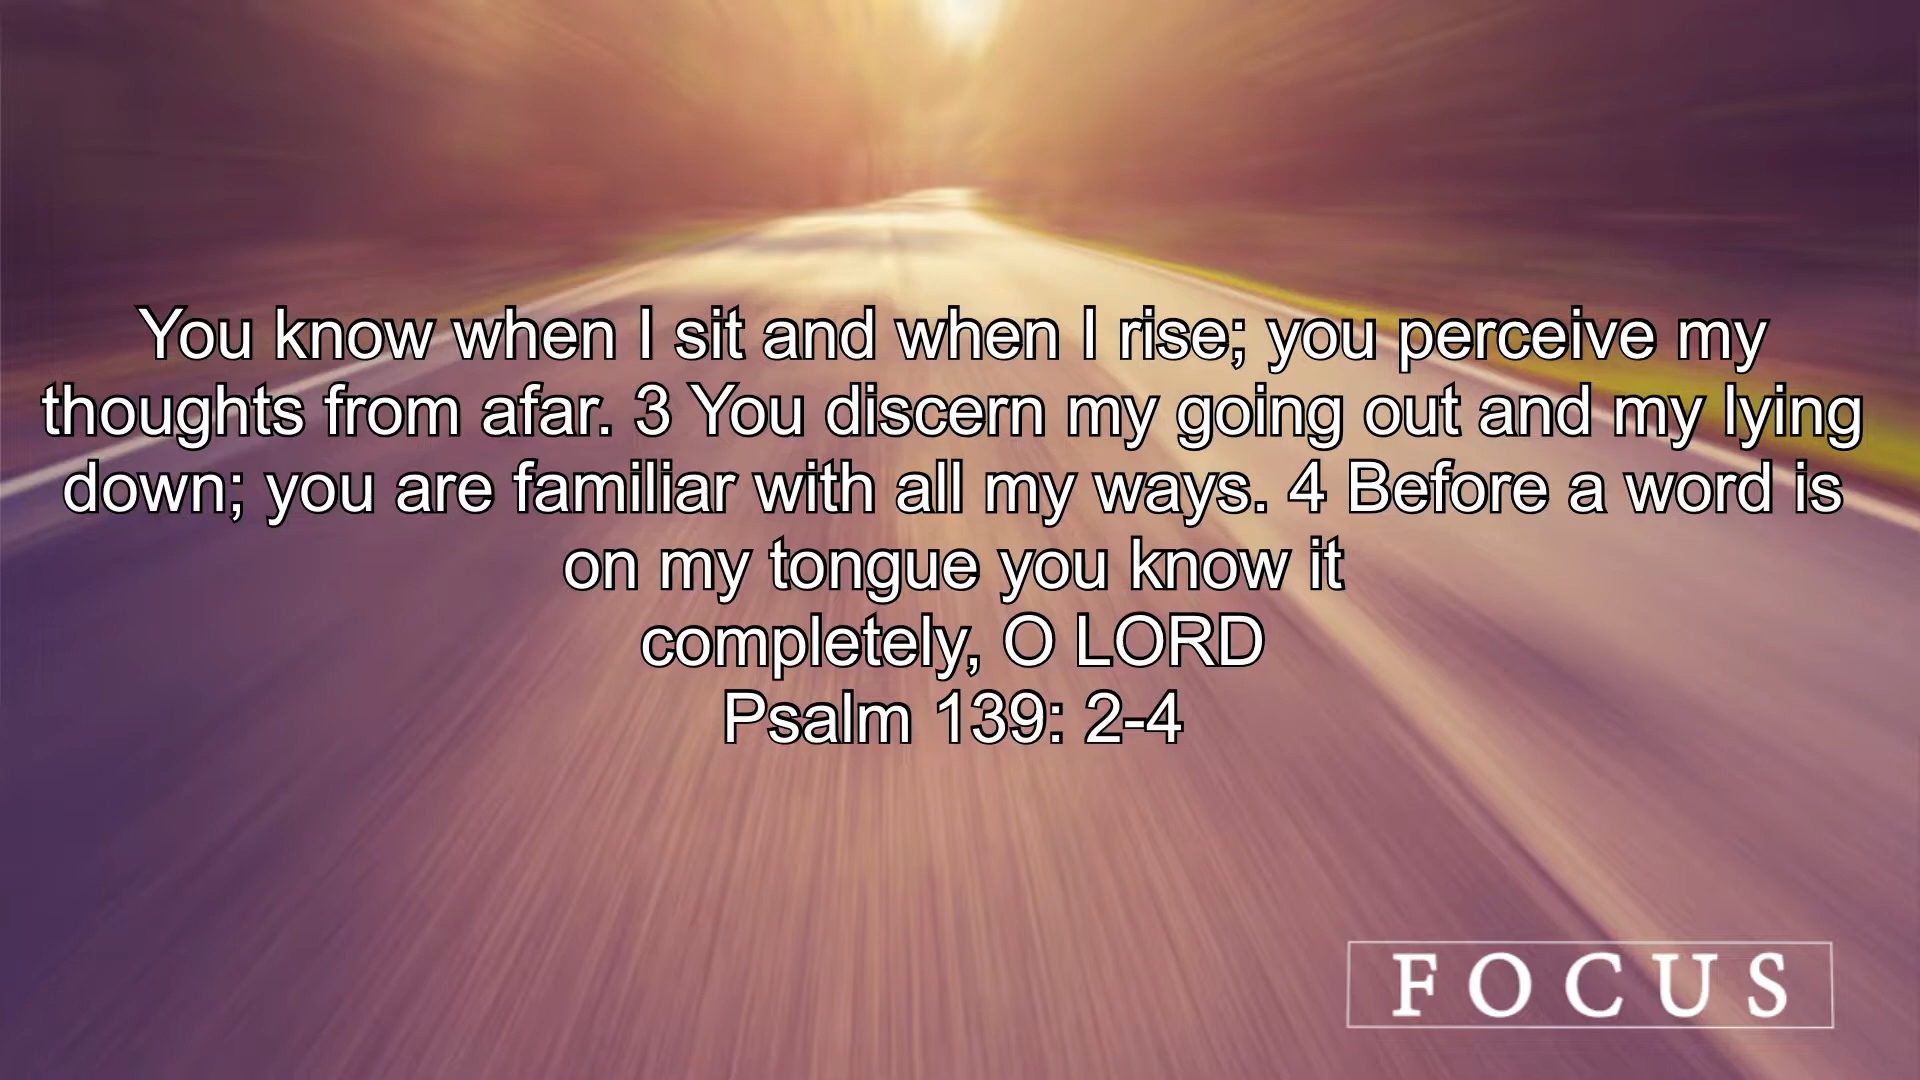 You know when I sit and when I rise; you perceive my
thoughts from afar. 3 You discern my going out and my lying
down; you are familiar with all my ways. 4 Before a word is
on my tongue you know it
completely, O LORD
Psalm 139: 2-4
FOCUS